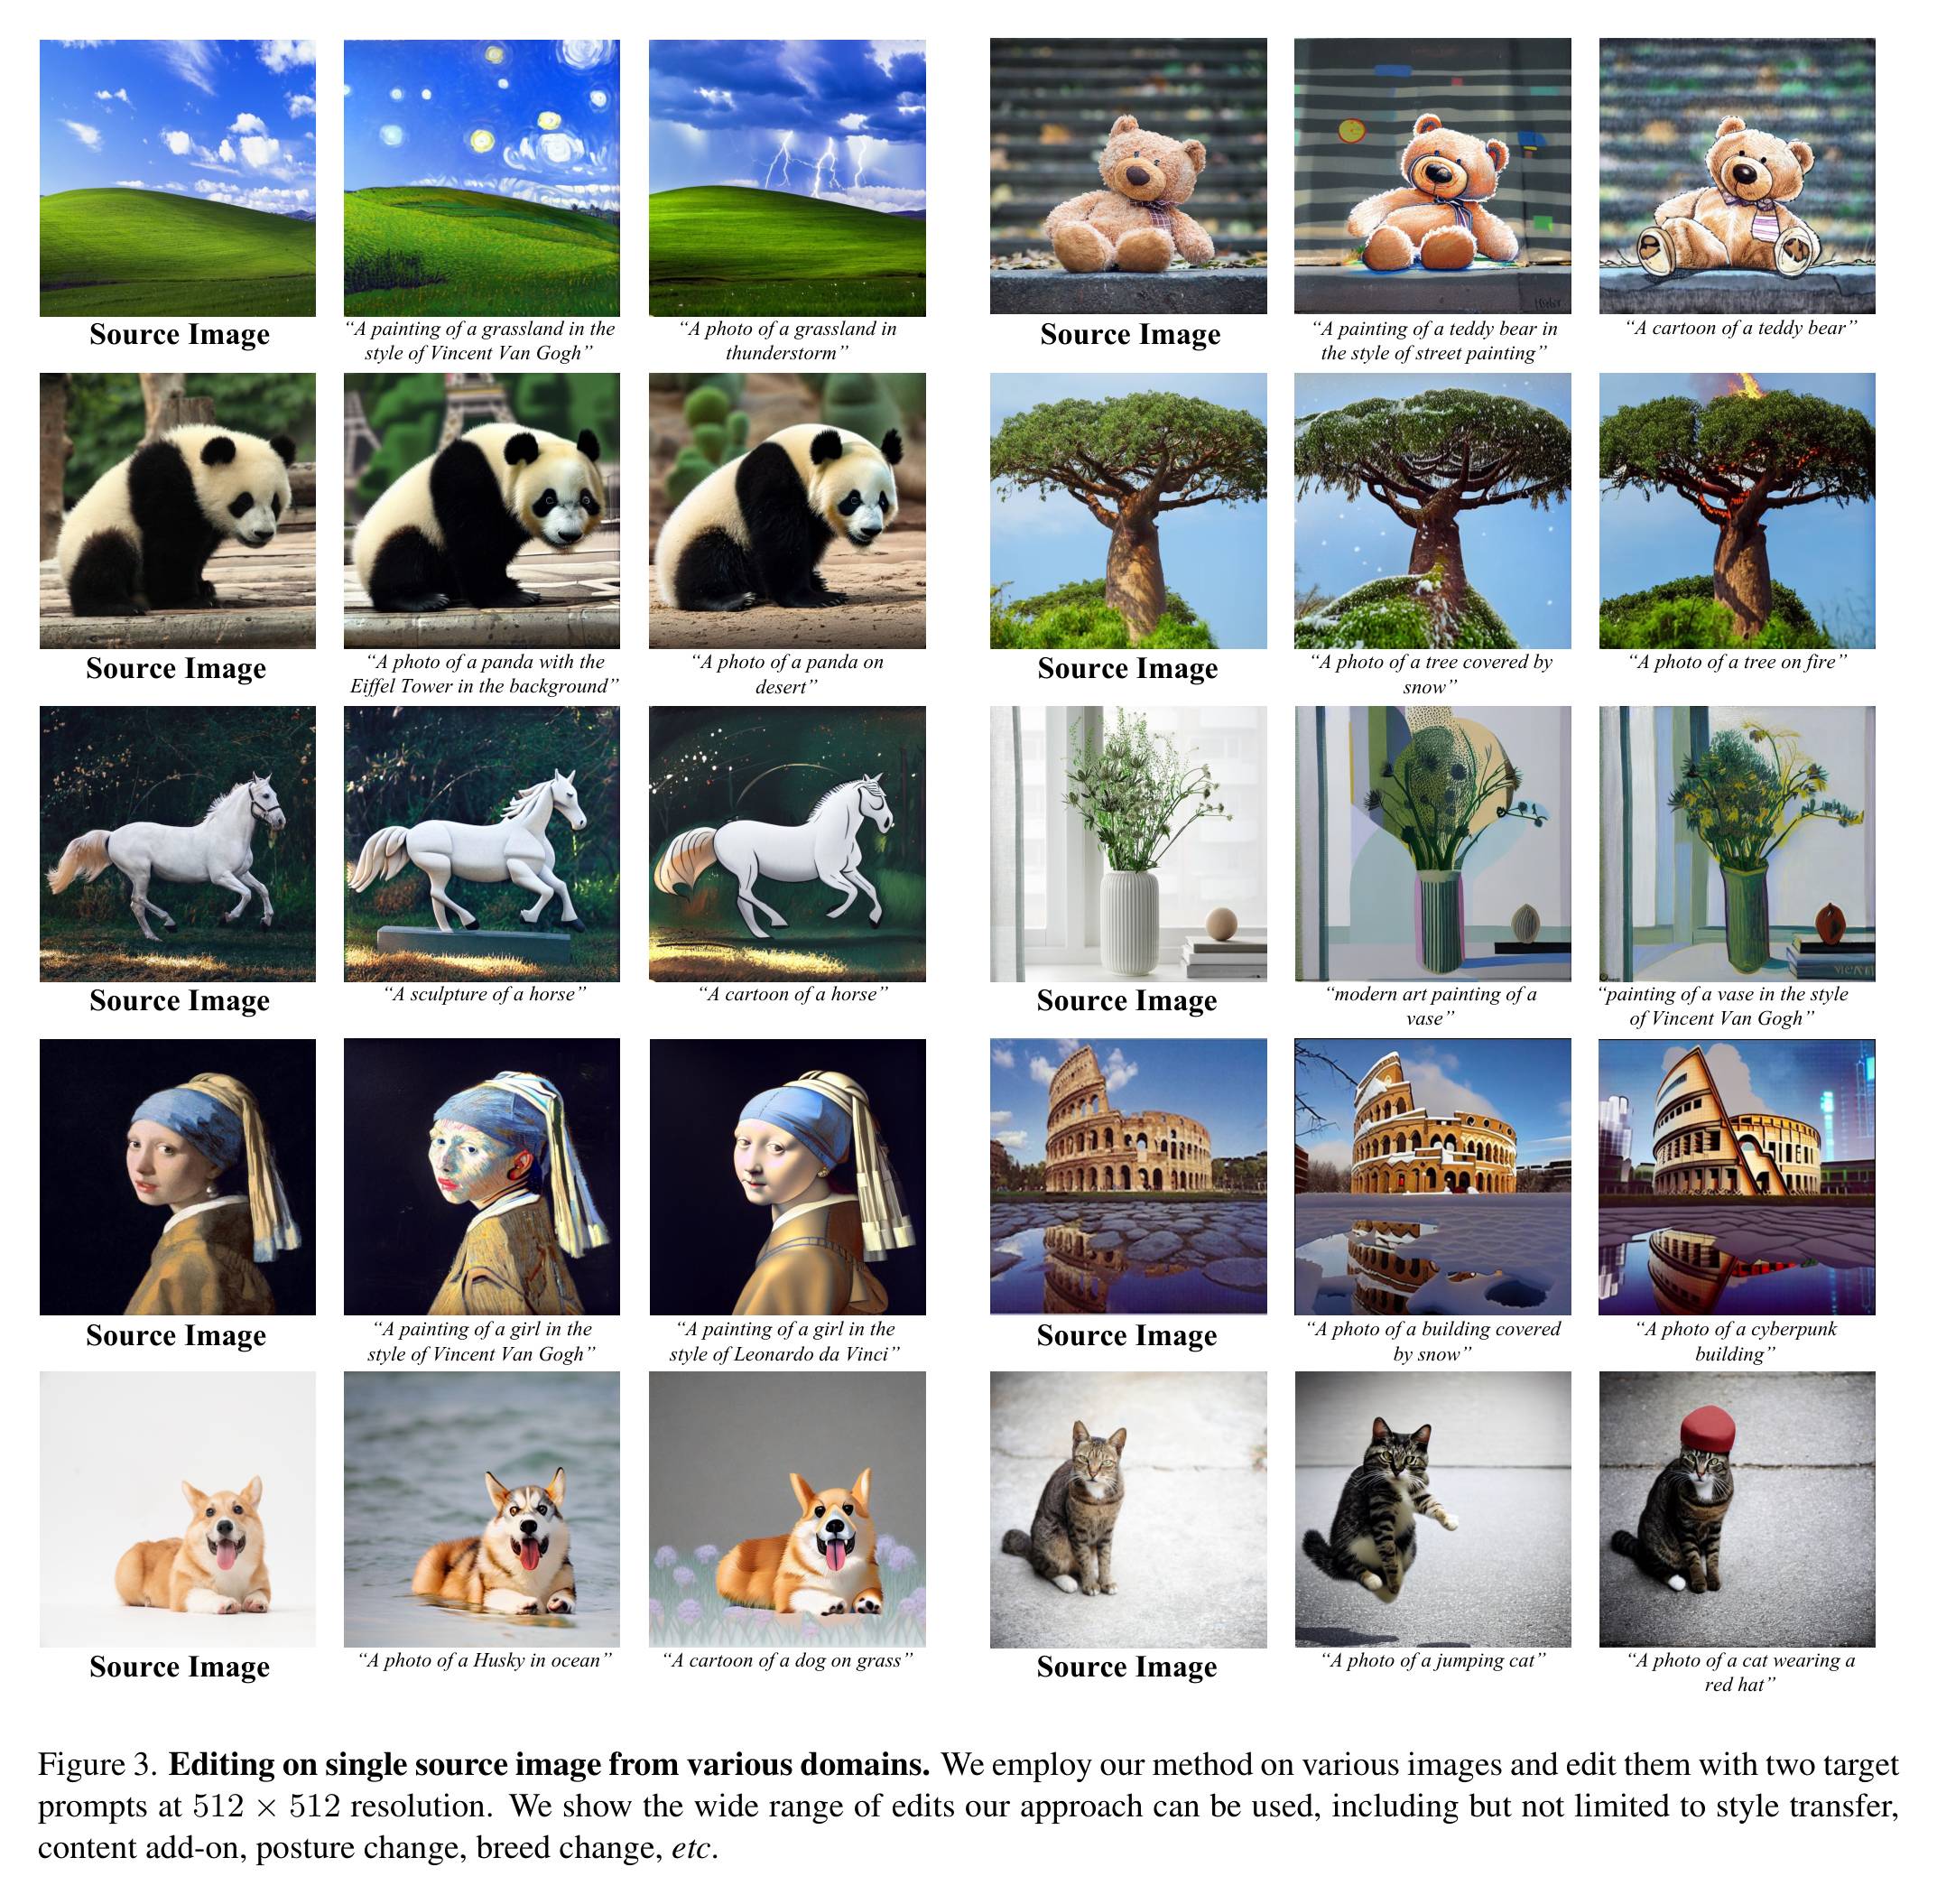 Source Image
“A painting of a grassland in the
style of Vincent Van Gogh”
“A photo of a grassland in
thunderstorm”
Source Image
“A painting of a teddy bear in
the style of street painting”
“A cartoon of a teddy bear”
Source Image
“A photo of a panda with the
Eiffel Tower in the background”
“A photo of a panda on
desert”
Source Image
“A photo of a tree covered by
snow”
“A photo of a tree on fire”
Source Image
“A sculpture of a horse”
“A cartoon of a horse”
Source Image
“modern art painting of a
vase”
“painting of a vase in the style
of Vincent Van Gogh”
Source Image
“A painting of a girl in the
style of Vincent Van Gogh”
“A painting of a girl in the
style of Leonardo da Vinci”
Source Image
“A photo of a building covered
by snow”
“A photo of a cyberpunk
building”
Source Image
“A photo of a Husky in ocean”
“A cartoon of a dog on grass”
Source Image
“A photo of a jumping cat”
“A photo of a cat wearing a
red hat”
Figure 3. Editing on single source image from various domains. We employ our method on various images and edit them with two target
prompts at 512 × 512 resolution. We show the wide range of edits our approach can be used, including but not limited to style transfer,
content add-on, posture change, breed change, etc.